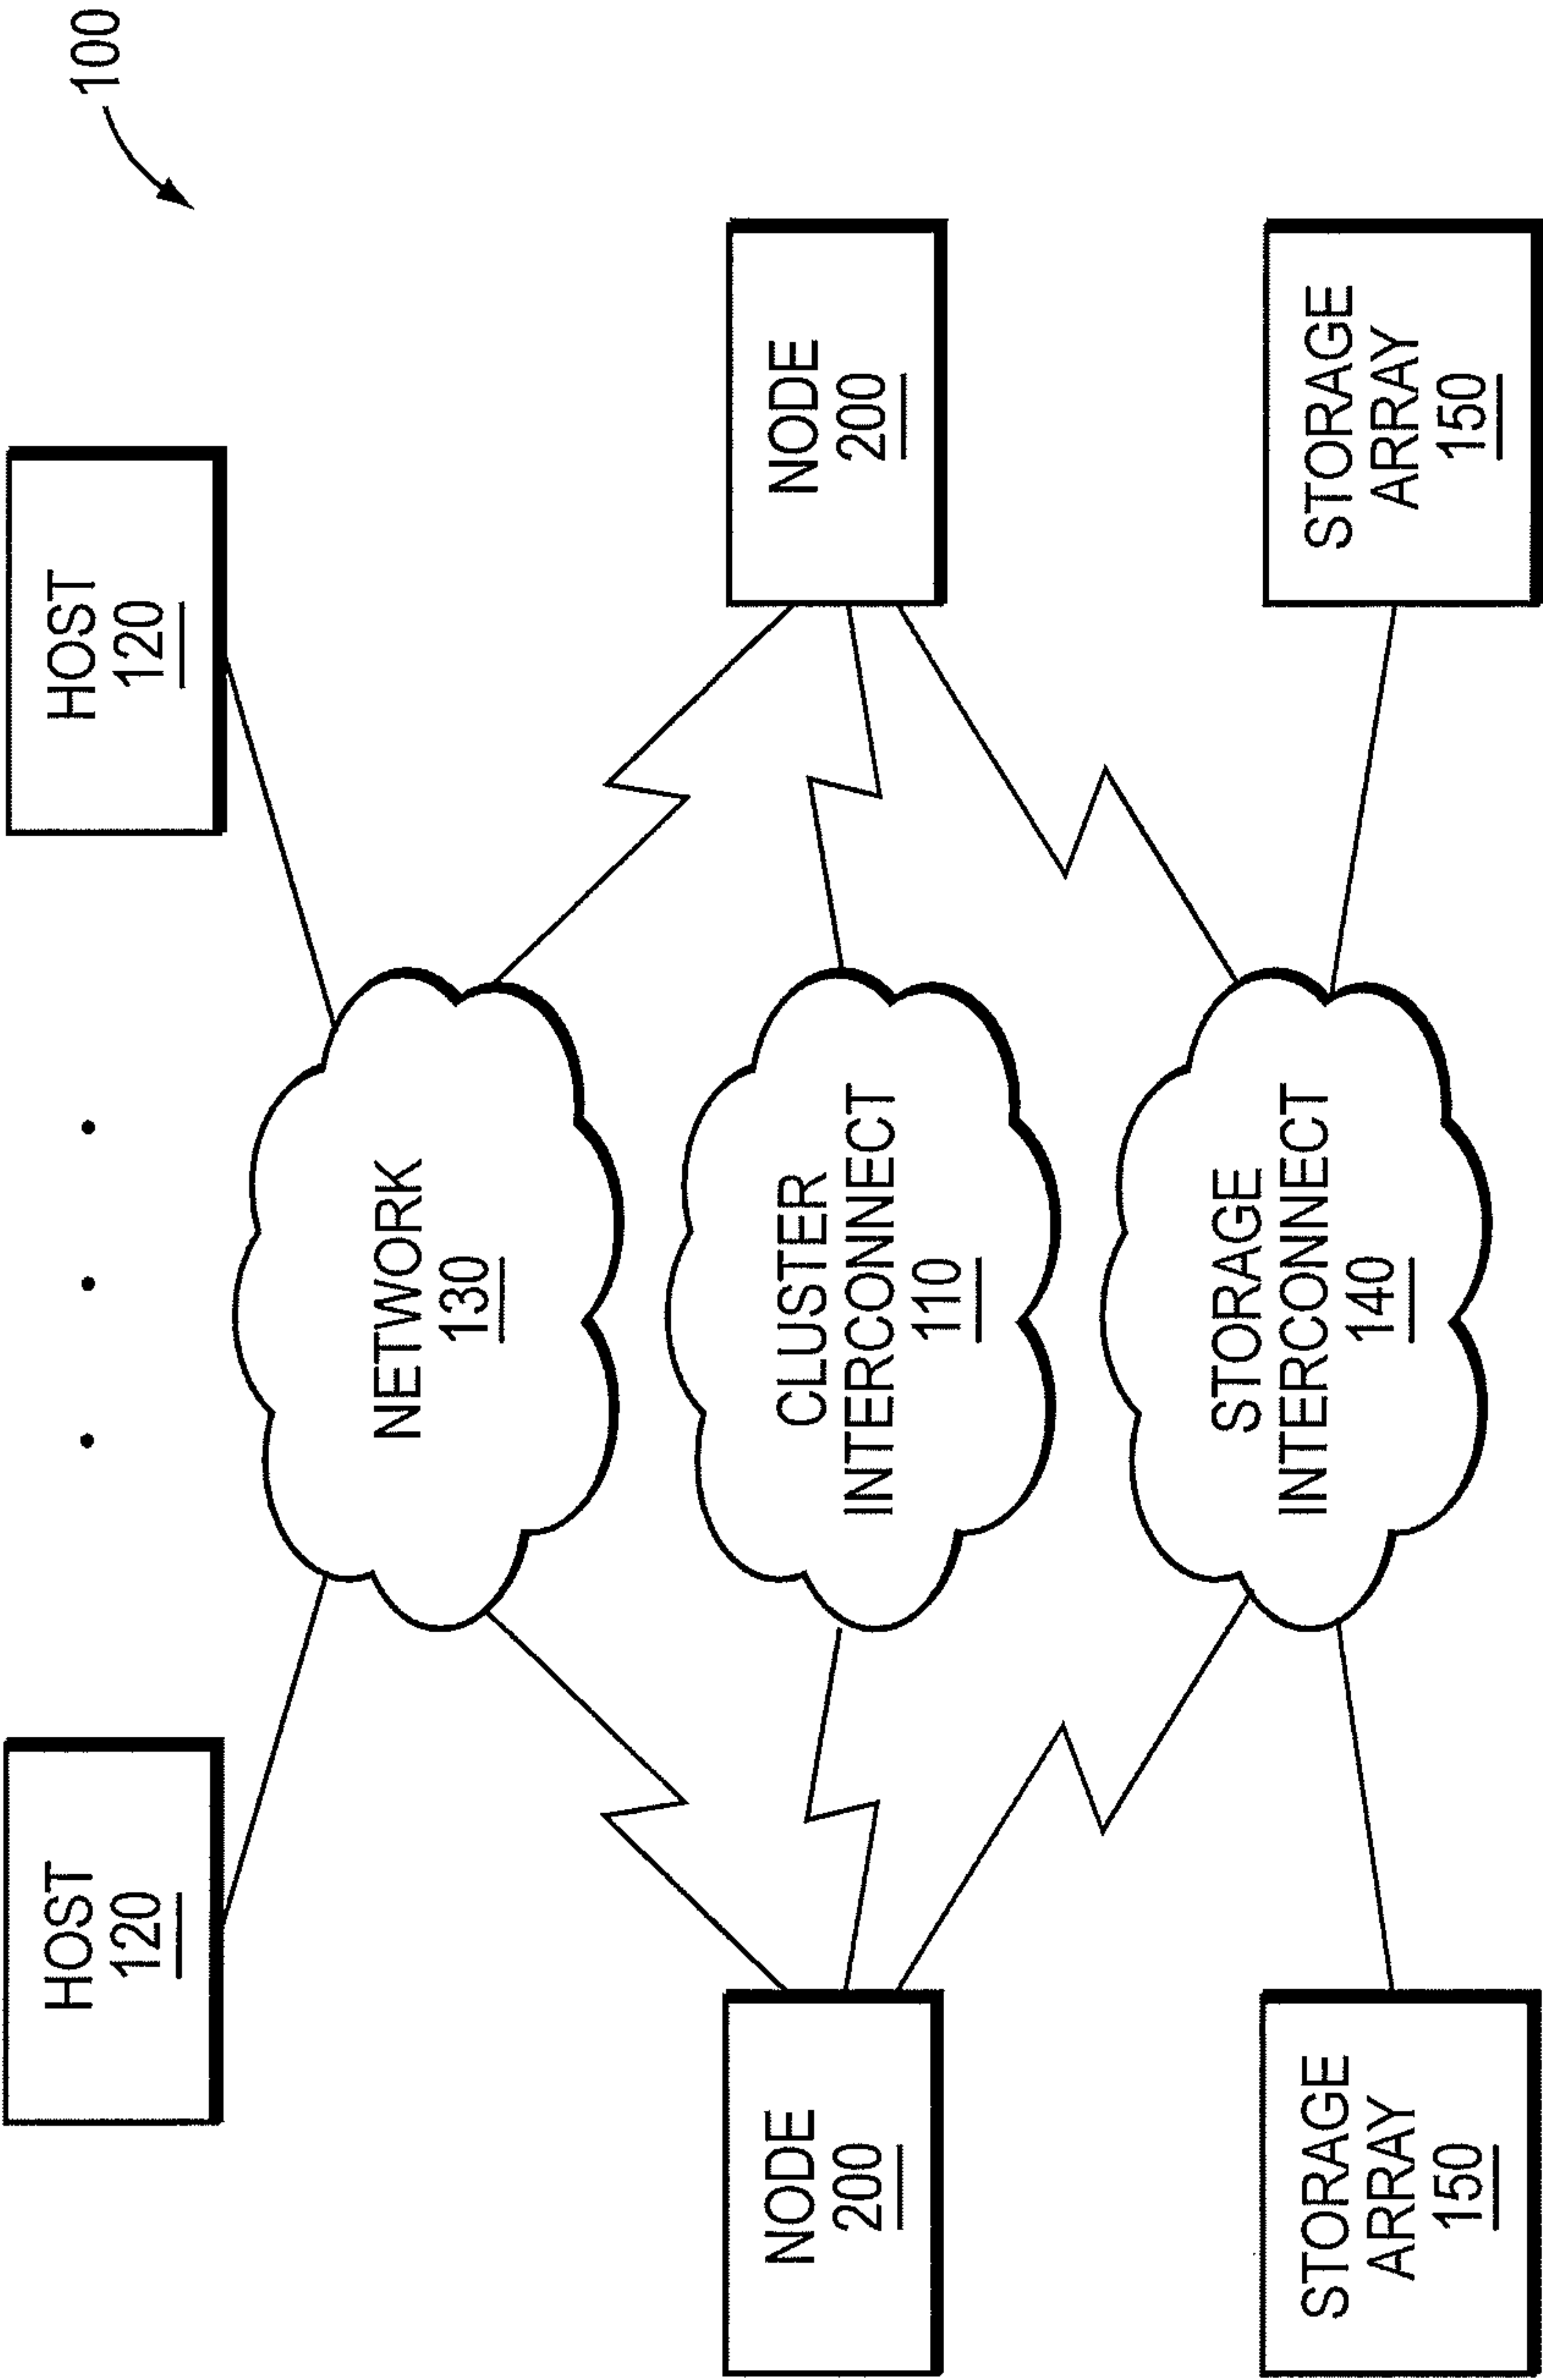 100
HOST
120
HOST
120
NETWORK
130
NODE
200
CLUSTER
INTERCONNECT
110
NODE
200
STORAGE
INTERCONNECT
140
STORAGE
ARRAY
150
STORAGE
ARRAY
150